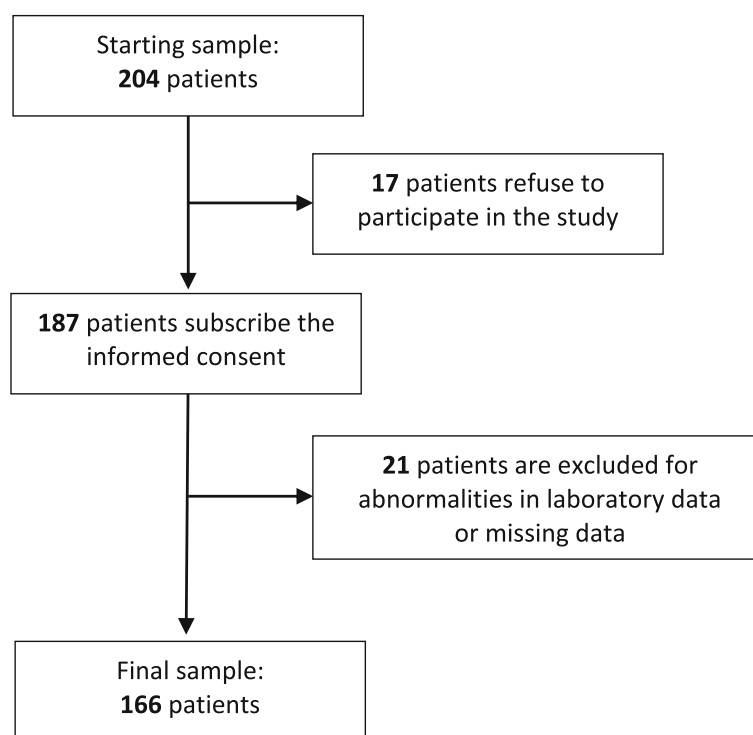 Starting sample:
204 patients
17 patients refuse to
participate in the study
187 patients subscribe the
informed consent
21 patients are excluded for
abnormalities in laboratory data
or missing data
Final sample:
166 patients